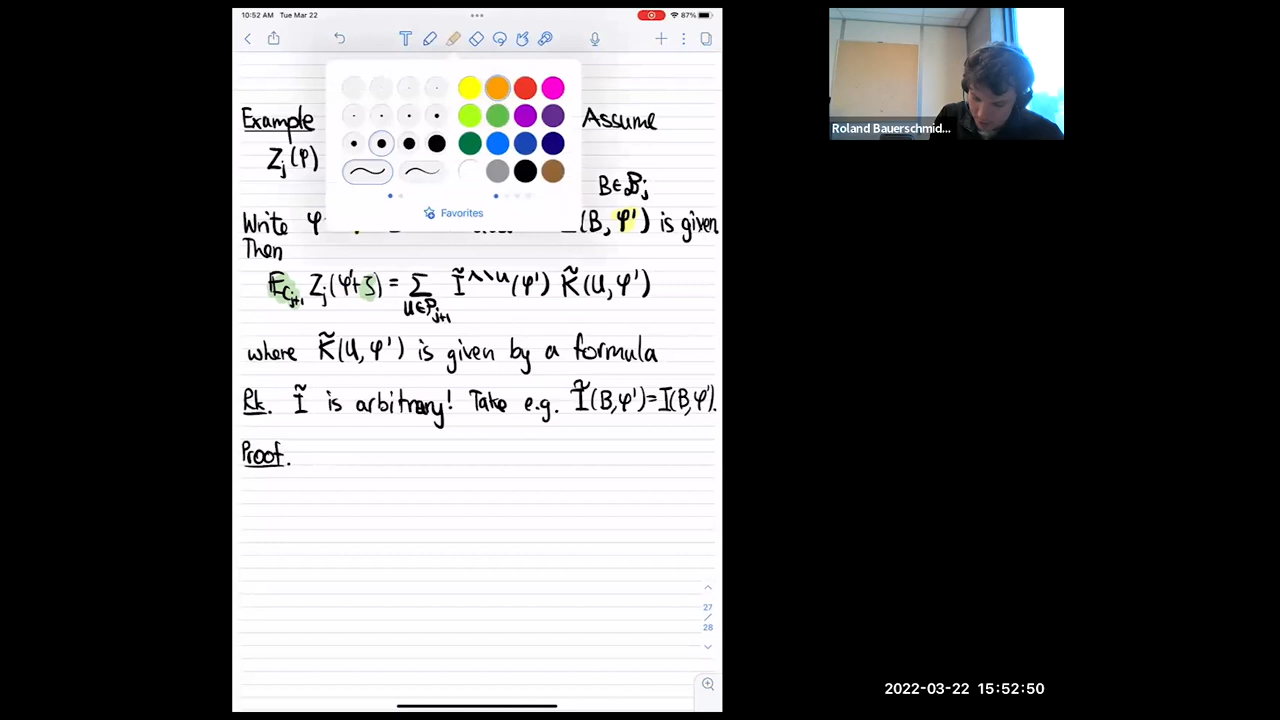 10:52 AM Tue Mar 22
87%
Favorites
Example Assume
Z_j(φ)
B∈𝓑_j
Write φ (B, φ') is given
Then
𝔼_{C_{j+1}} Z_j(φ'+ζ) = ∑_{U∈𝒫_{j+1}} Ĩ^{Λ∖U}(φ') K̃(U, φ')
where K̃(U, φ') is given by a formula
Rk. Ĩ is arbitrary! Take e.g. Ĩ(B,φ')=I(B,φ').
Proof.
27
/
28
Roland Bauerschmid...
2022-03-22 15:52:50